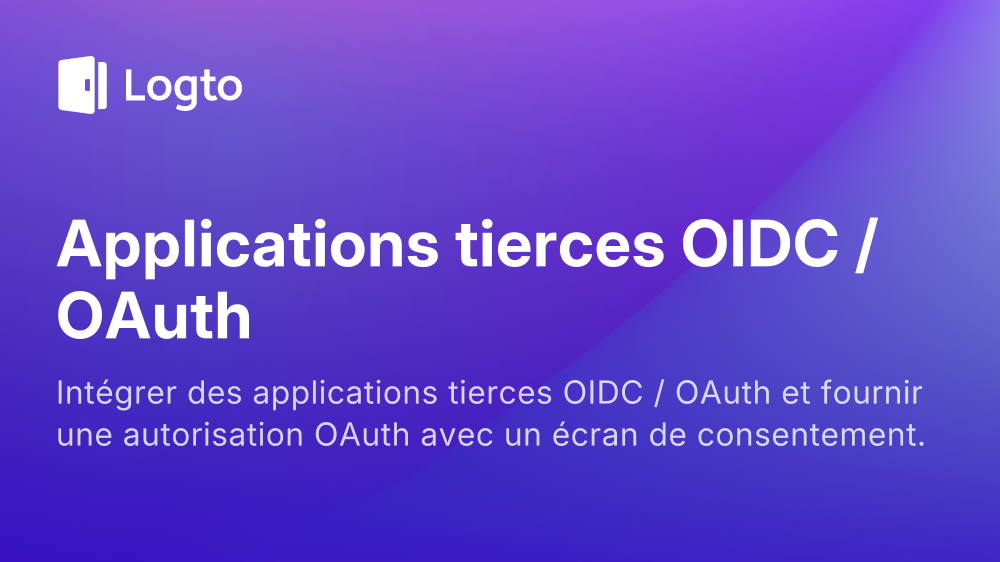 Logto
Applications tierces OIDC /
OAuth
Intégrer des applications tierces OIDC / OAuth et fournir
une autorisation OAuth avec un écran de consentement.